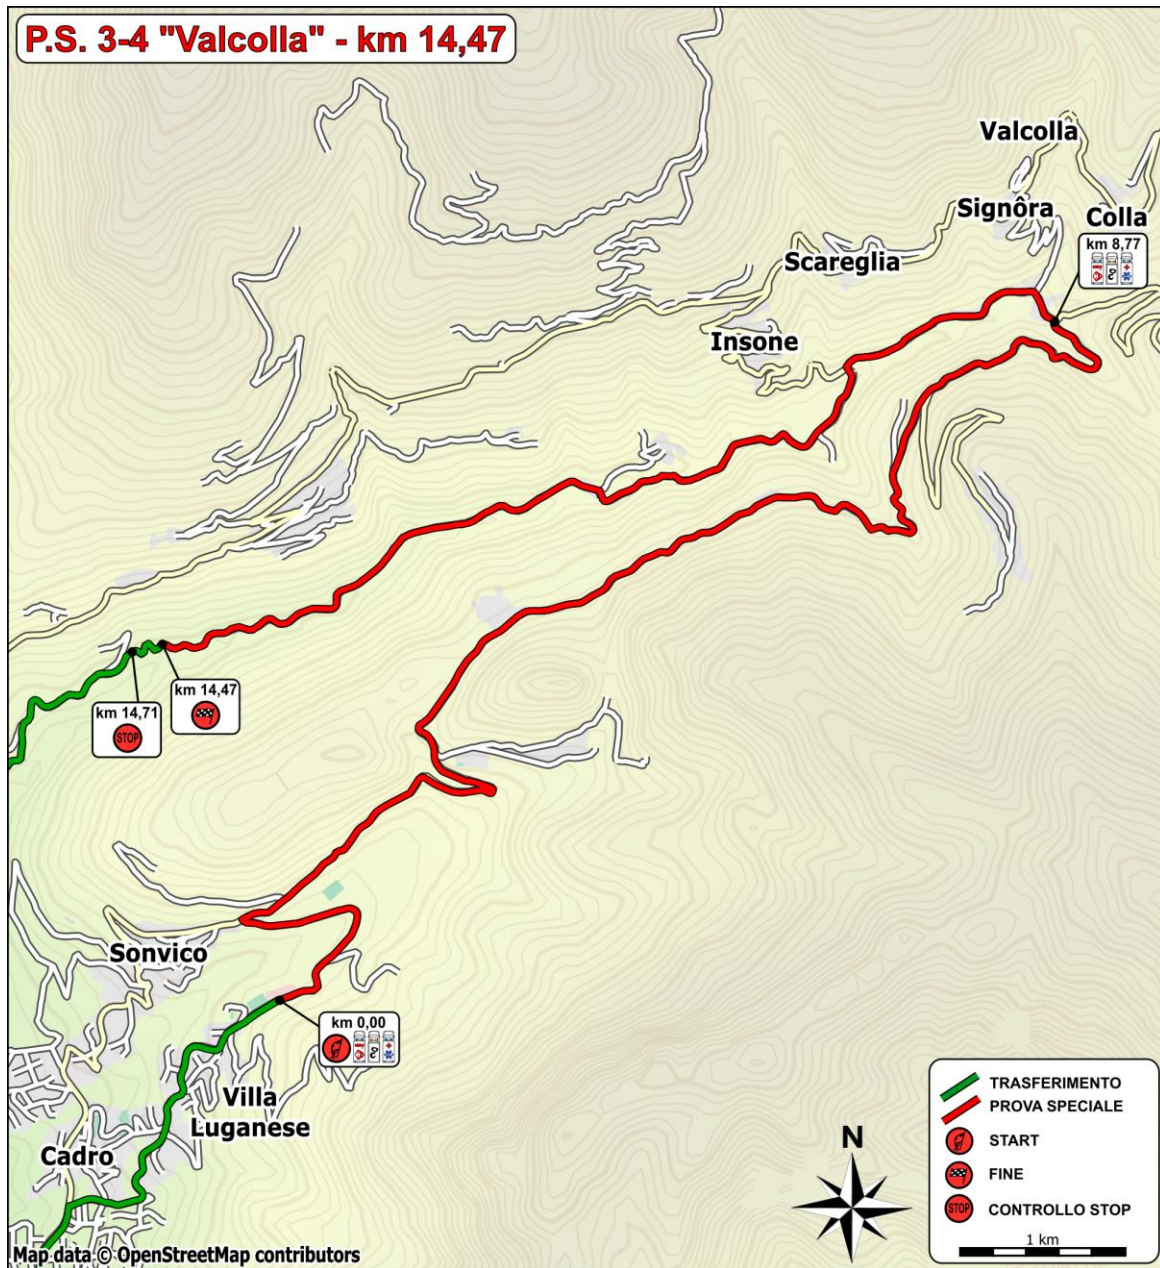 P.S. 3-4 "Valcolla" - km 14,47
Valcolla
Signôra
Colla
km 8,77
Scareglia
Insone
km 14,47
km 14,71
STOP
Sonvico
km 0,00
Villa
Luganese
Cadro
N
TRASFERIMENTO
PROVA SPECIALE
START
FINE
STOP
CONTROLLO STOP
1 km
Map data © OpenStreetMap contributors